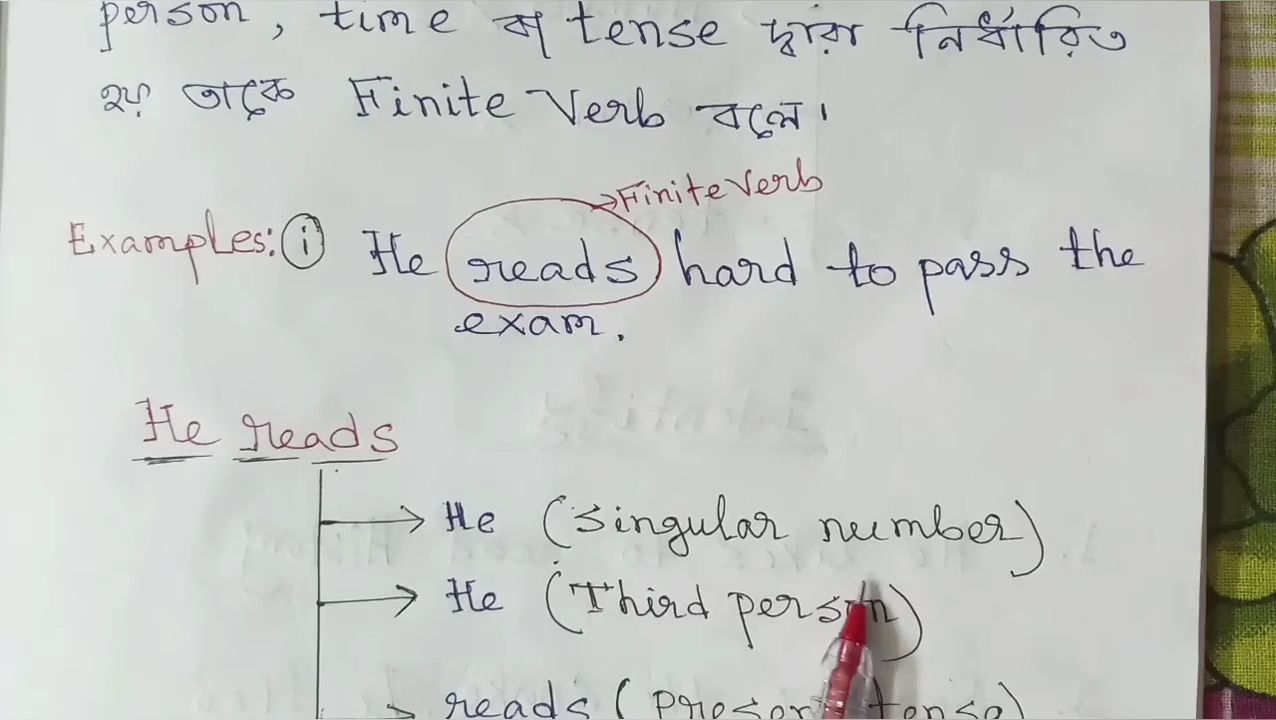 person, time বা tense দ্বারা নির্ধারিত
হয় তাকে Finite Verb বলে।
→Finite Verb
Examples: i He reads hard to pass the
exam.
He reads
→ He (Singular number)
→ He (Third person)
→ reads (Present tense)